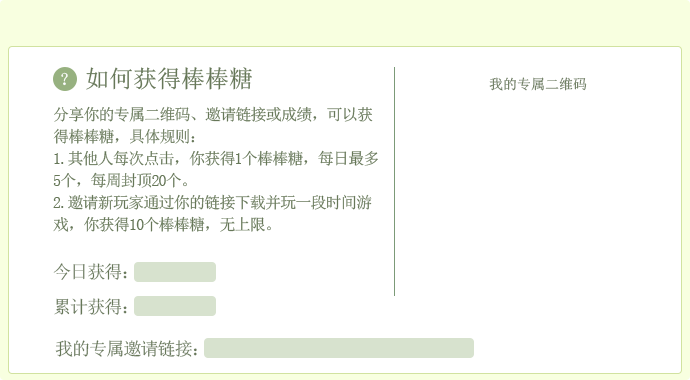 ? 如何获得棒棒糖
分享你的专属二维码、邀请链接或成绩，可以获
得棒棒糖，具体规则：
1.其他人每次点击，你获得1个棒棒糖，每日最多
5个，每周封顶20个。
2.邀请新玩家通过你的链接下载并玩一段时间游
戏，你获得10个棒棒糖，无上限。
今日获得：
累计获得：
我的专属邀请链接：
我的专属二维码